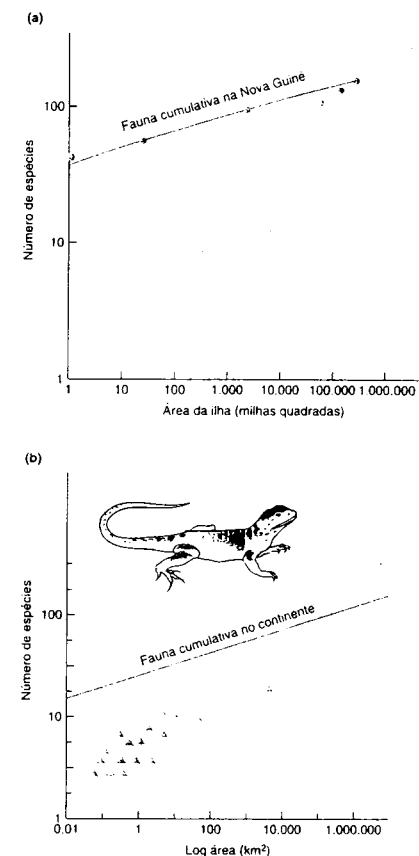 (a)
Número de espécies
100
10
1
Fauna cumulativa na Nova Guiné
1 10 100 1.000 10.000 100.000 1.000.000
Área da ilha (milhas quadradas)
(b)
Número de espécies
100
10
1
Fauna cumulativa no continente
0.01 1 100 10.000 1.000.000
Log área (km²)